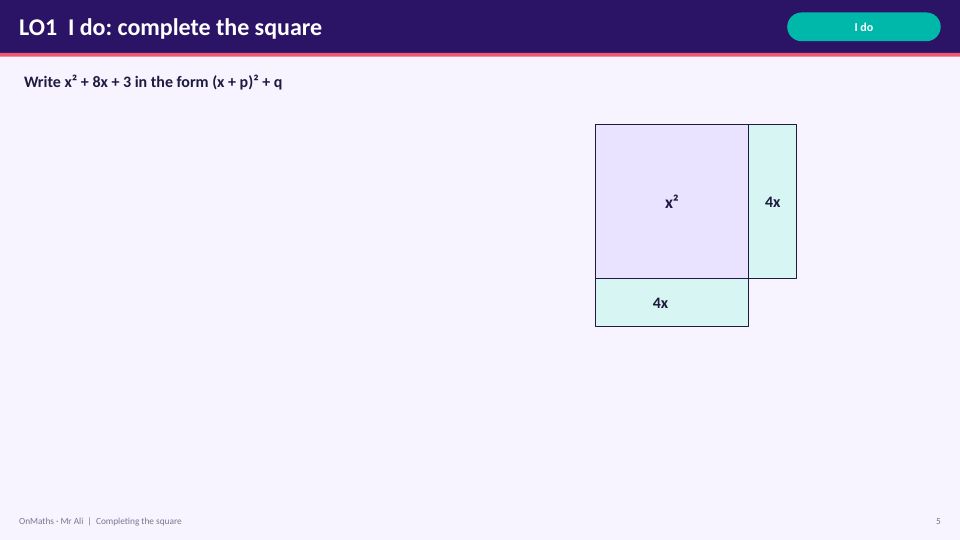 LO1  I do: complete the square
I do
Write x² + 8x + 3 in the form (x + p)² + q
x²
4x
4x
OnMaths - Mr Ali  |  Completing the square
5